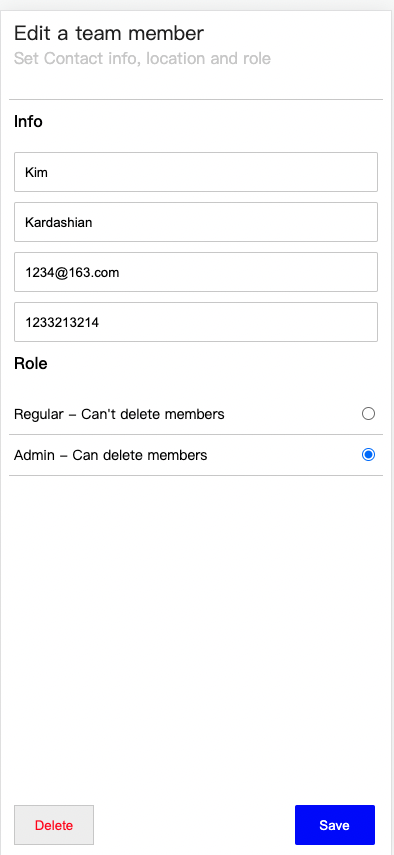 Edit a team member
Set Contact info, location and role
Info
Kim
Kardashian
1234@163.com
1233213214
Role
Regular – Can't delete members
Admin – Can delete members
Delete
Save